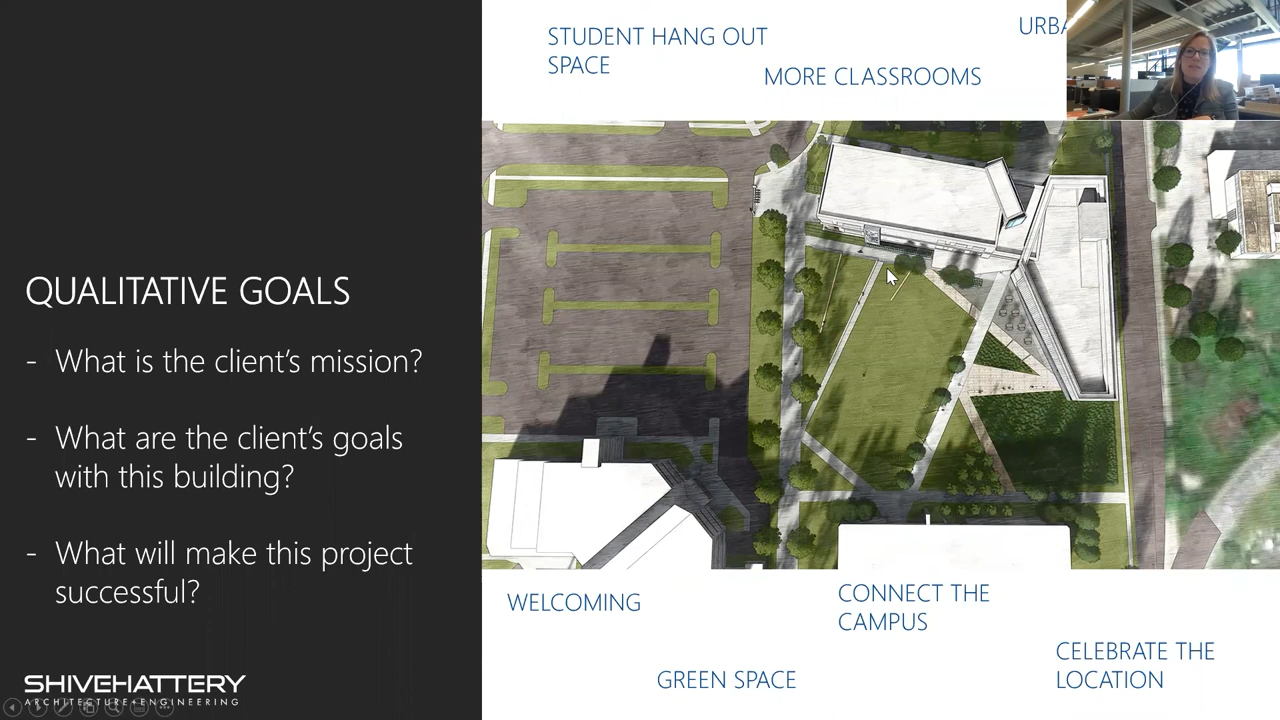 STUDENT HANG OUT
SPACE
MORE CLASSROOMS
QUALITATIVE GOALS
- What is the client's mission?
- What are the client's goals
with this building?
- What will make this project
successful?
SHIVEHATTERY
ARCHITECTURE+ENGINEERING
WELCOMING
CONNECT THE
CAMPUS
GREEN SPACE
CELEBRATE THE
LOCATION